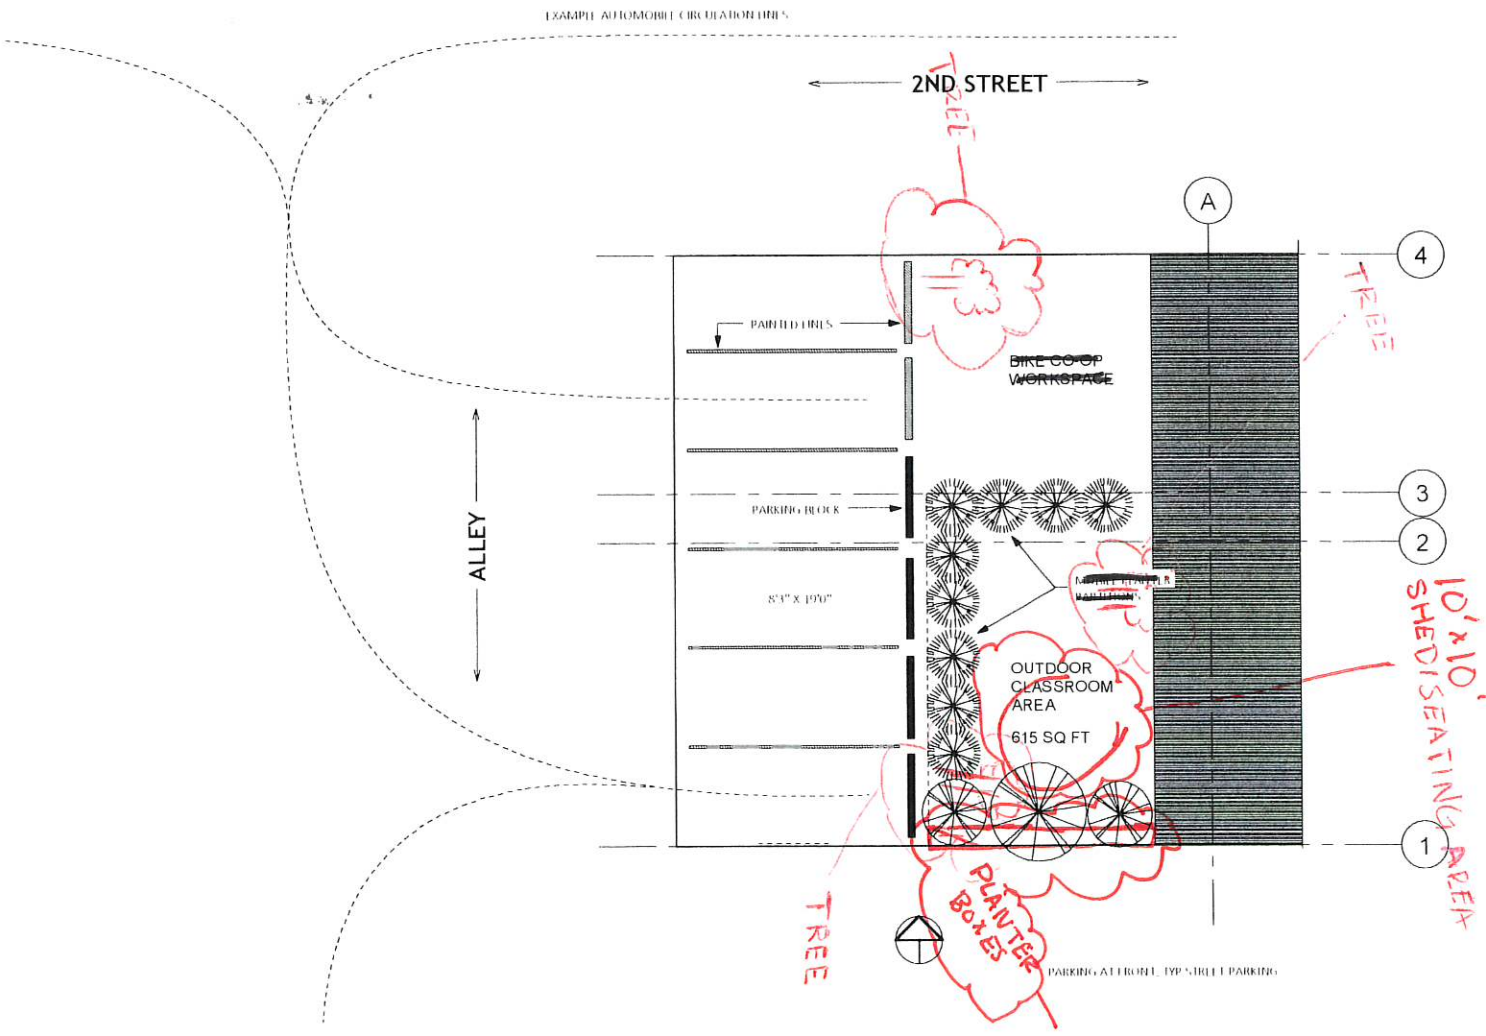 EXAMPLE AUTOMOBILE CIRCULATION LINES
2ND STREET
TREE
A
4
TREE
PAINTED LINES
BIKE CO-OP
WORKSPACE
3
PARKING BLOCK
2
ALLEY
8'3" X 19'0"
10'x10'
SHED/SEATING AREA
OUTDOOR
CLASSROOM
AREA
615 SQ FT
1
PLANTER
BOXES
TREE
PARKING AT FRONT, TYP STREET PARKING